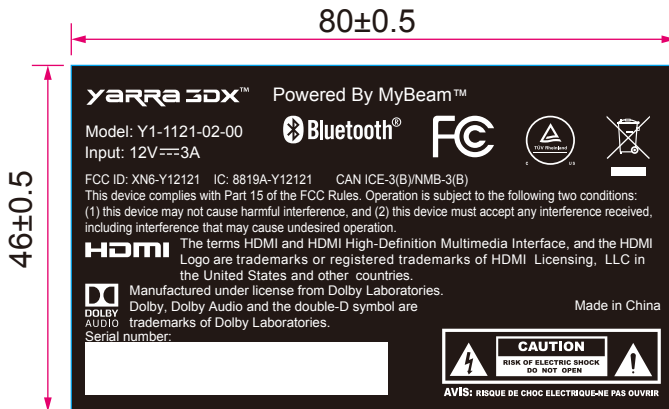 80±0.5
46±0.5
YARRA 3DX™ Powered By MyBeam™
Model: Y1-1121-02-00
Input: 12V⎓3A
Bluetooth®
FC
TÜV Rheinland
C US
FCC ID: XN6-Y12121 IC: 8819A-Y12121 CAN ICE-3(B)/NMB-3(B)
This device complies with Part 15 of the FCC Rules. Operation is subject to the following two conditions:
(1) this device may not cause harmful interference, and (2) this device must accept any interference received,
including interference that may cause undesired operation.
HDMI
The terms HDMI and HDMI High-Definition Multimedia Interface, and the HDMI
Logo are trademarks or registered trademarks of HDMI Licensing, LLC in
the United States and other countries.
DOLBY
AUDIO
Manufactured under license from Dolby Laboratories.
Dolby, Dolby Audio and the double-D symbol are
trademarks of Dolby Laboratories.
Made in China
Serial number:
CAUTION
RISK OF ELECTRIC SHOCK
DO NOT OPEN
AVIS: RISQUE DE CHOC ELECTRIQUE-NE PAS OUVRIR